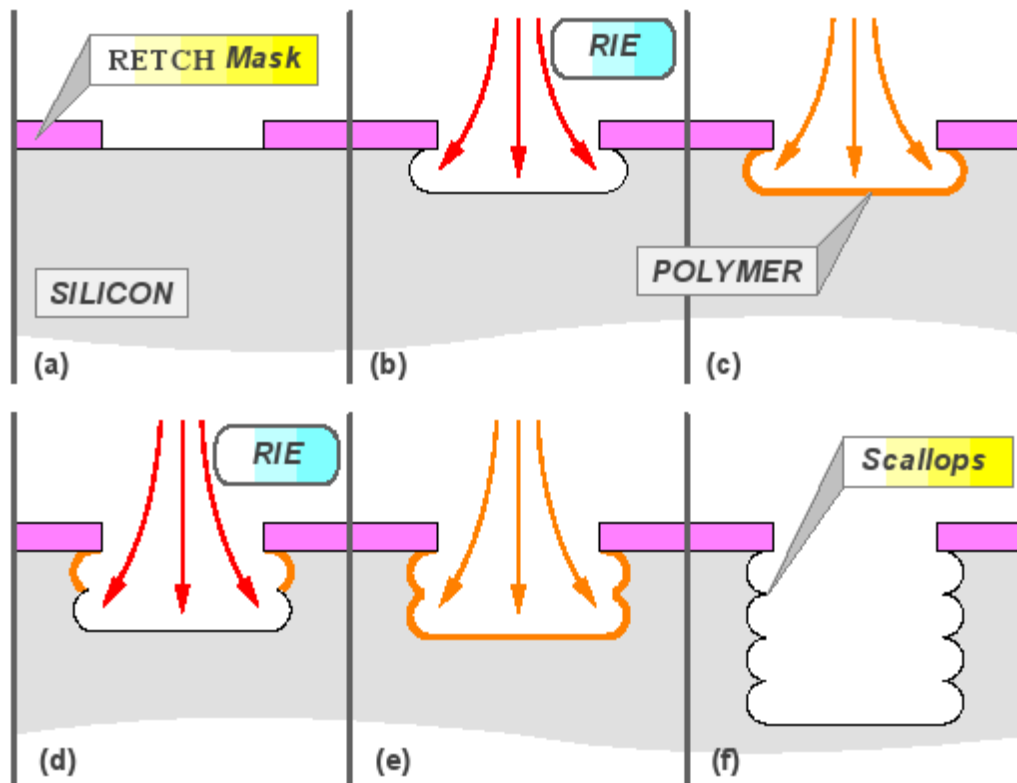 RETCH Mask
RIE
SILICON
POLYMER
(a)
(b)
(c)
RIE
Scallops
(d)
(e)
(f)